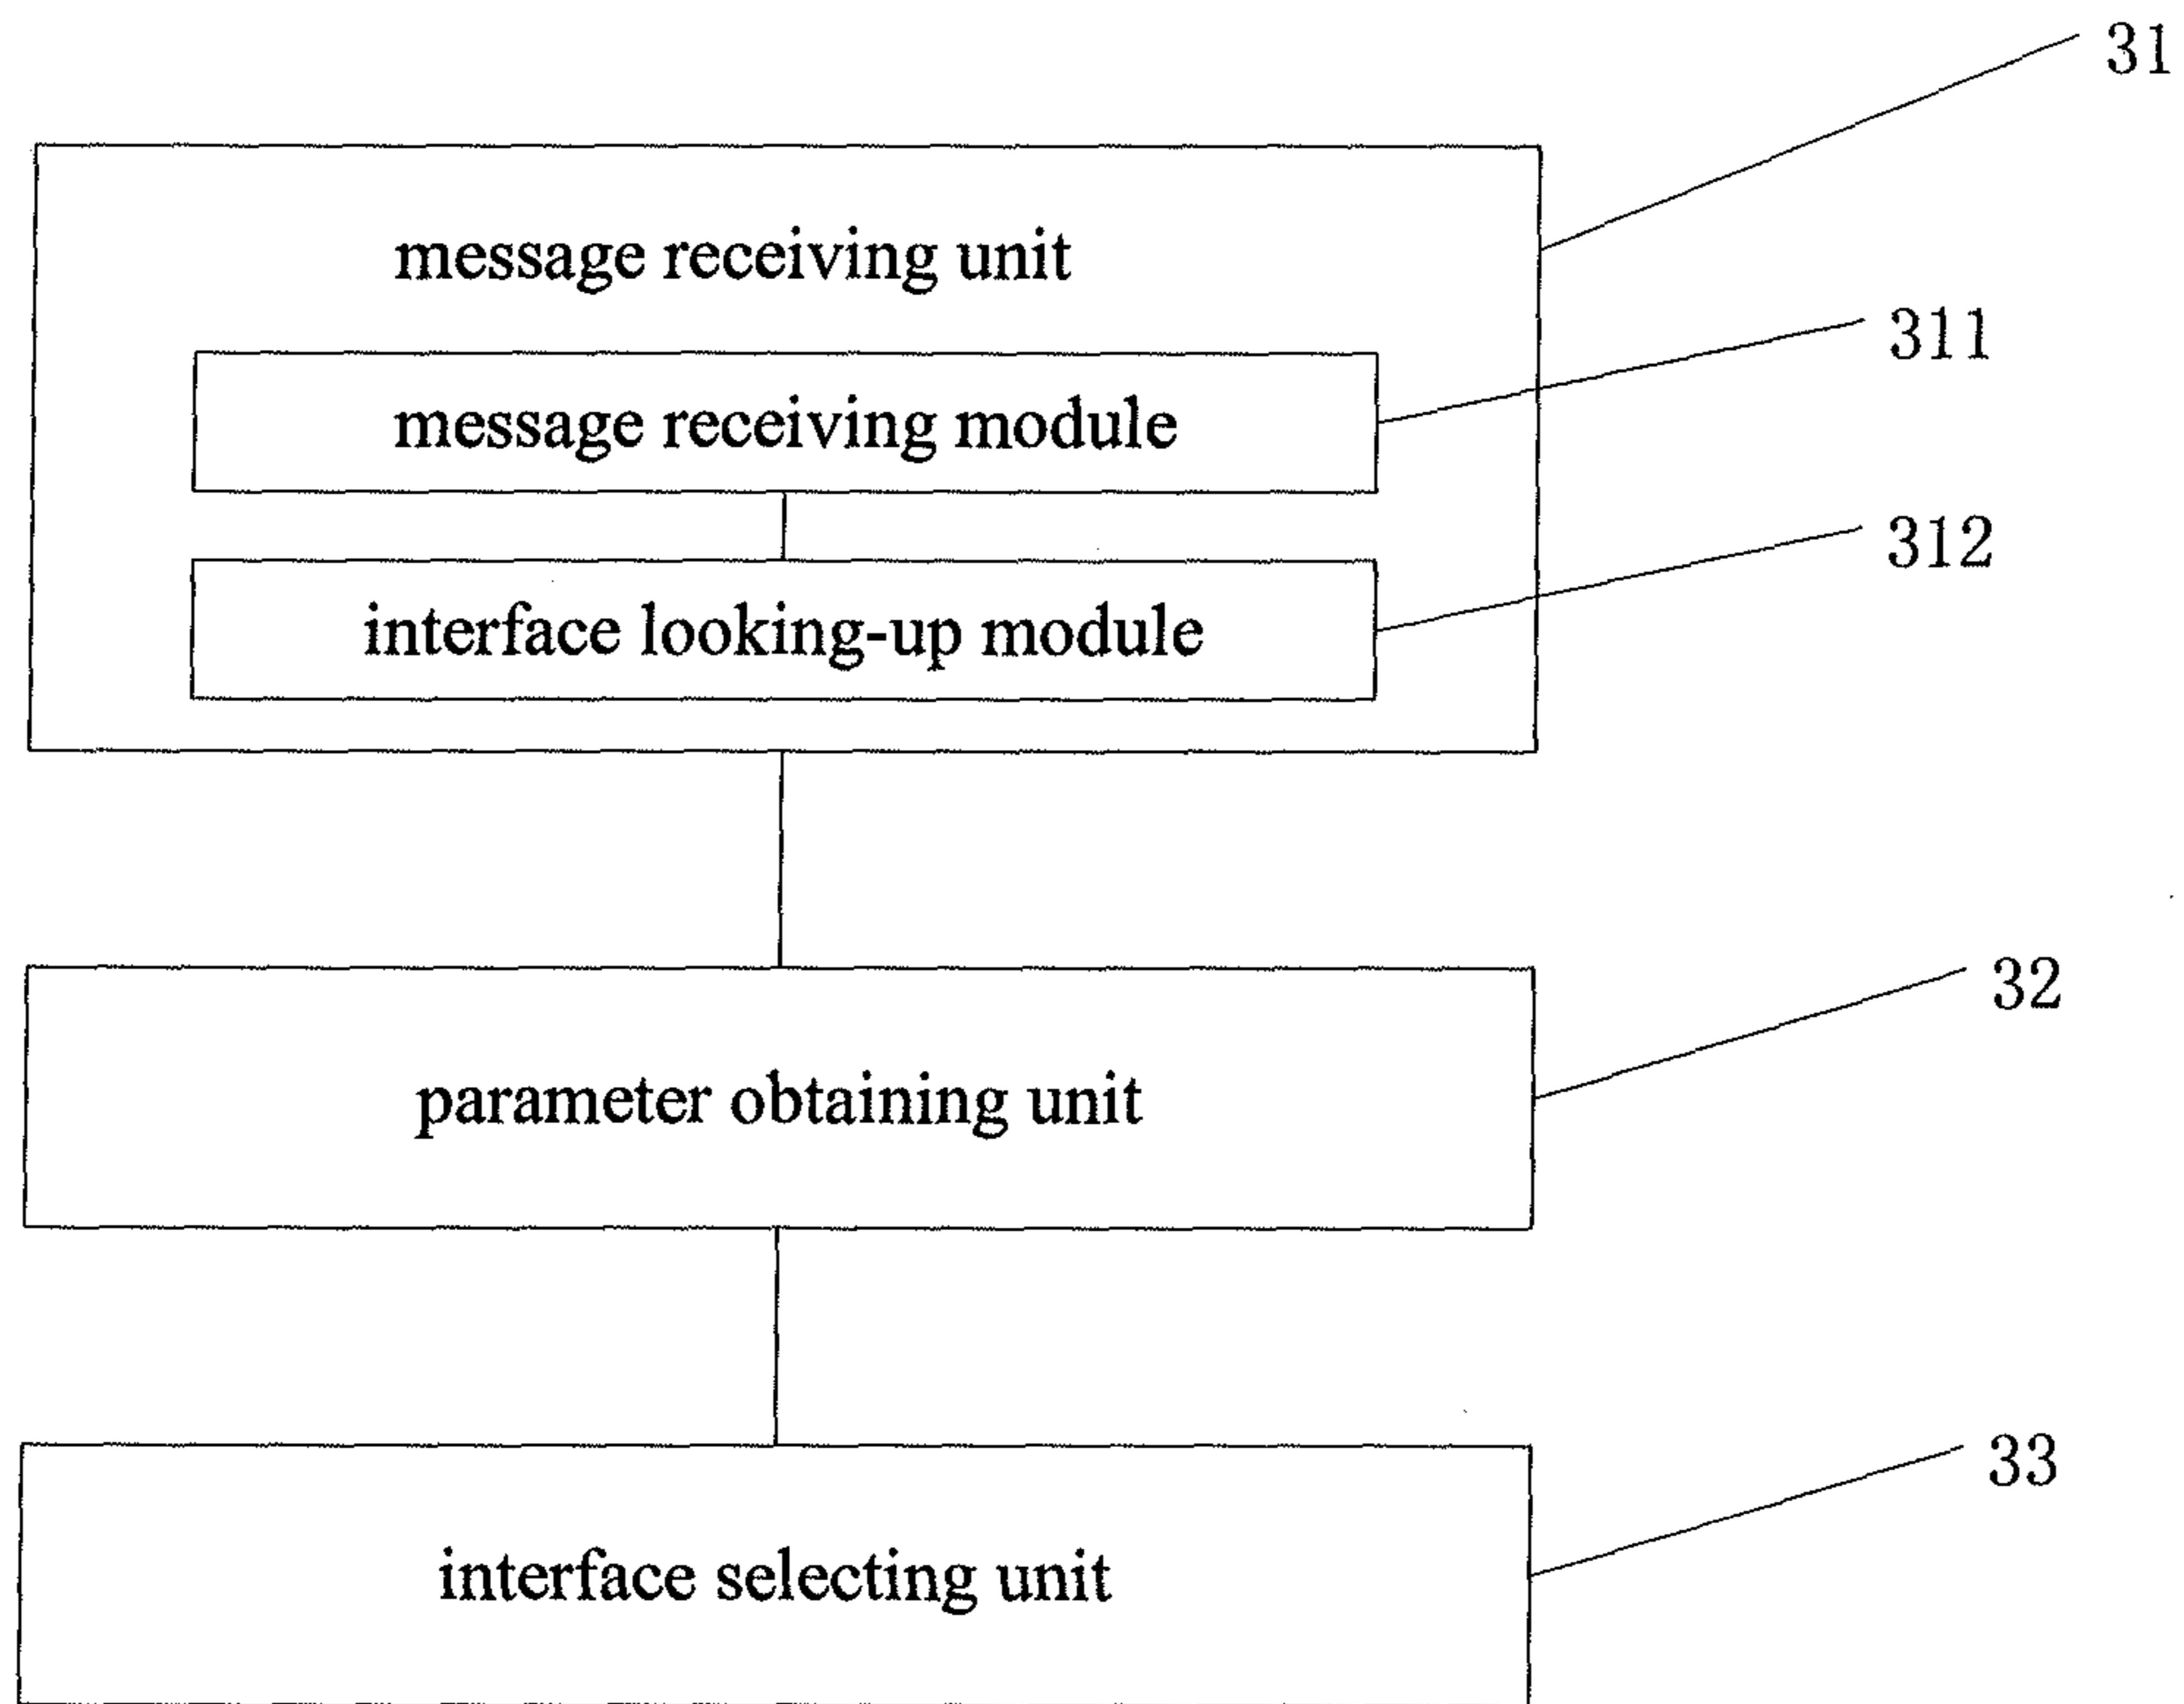 31
message receiving unit
311
message receiving module
312
interface looking-up module
32
parameter obtaining unit
33
interface selecting unit